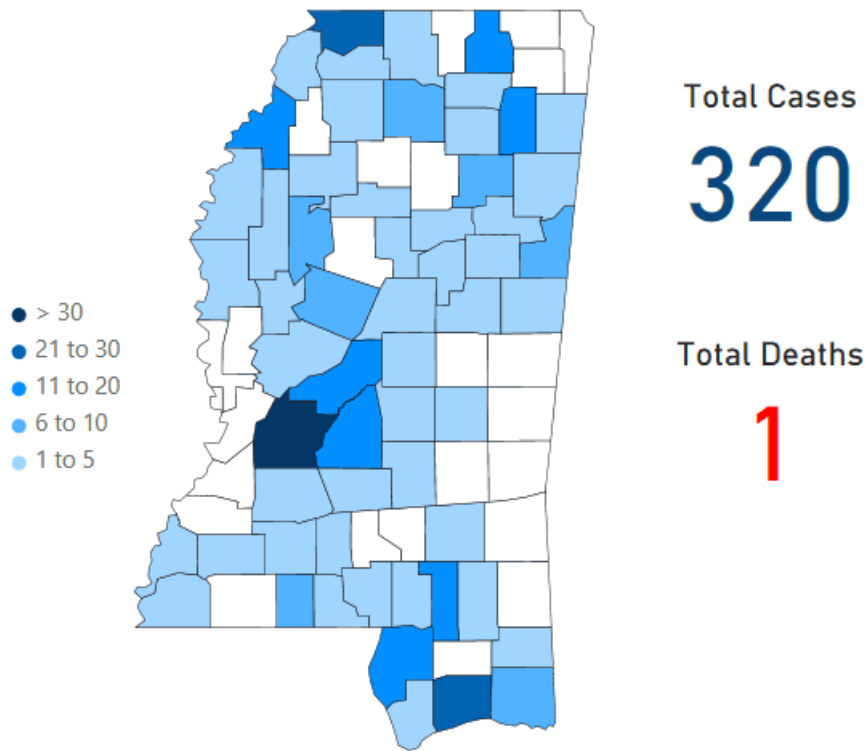 Total Cases
320
> 30
21 to 30
11 to 20
6 to 10
1 to 5
Total Deaths
1